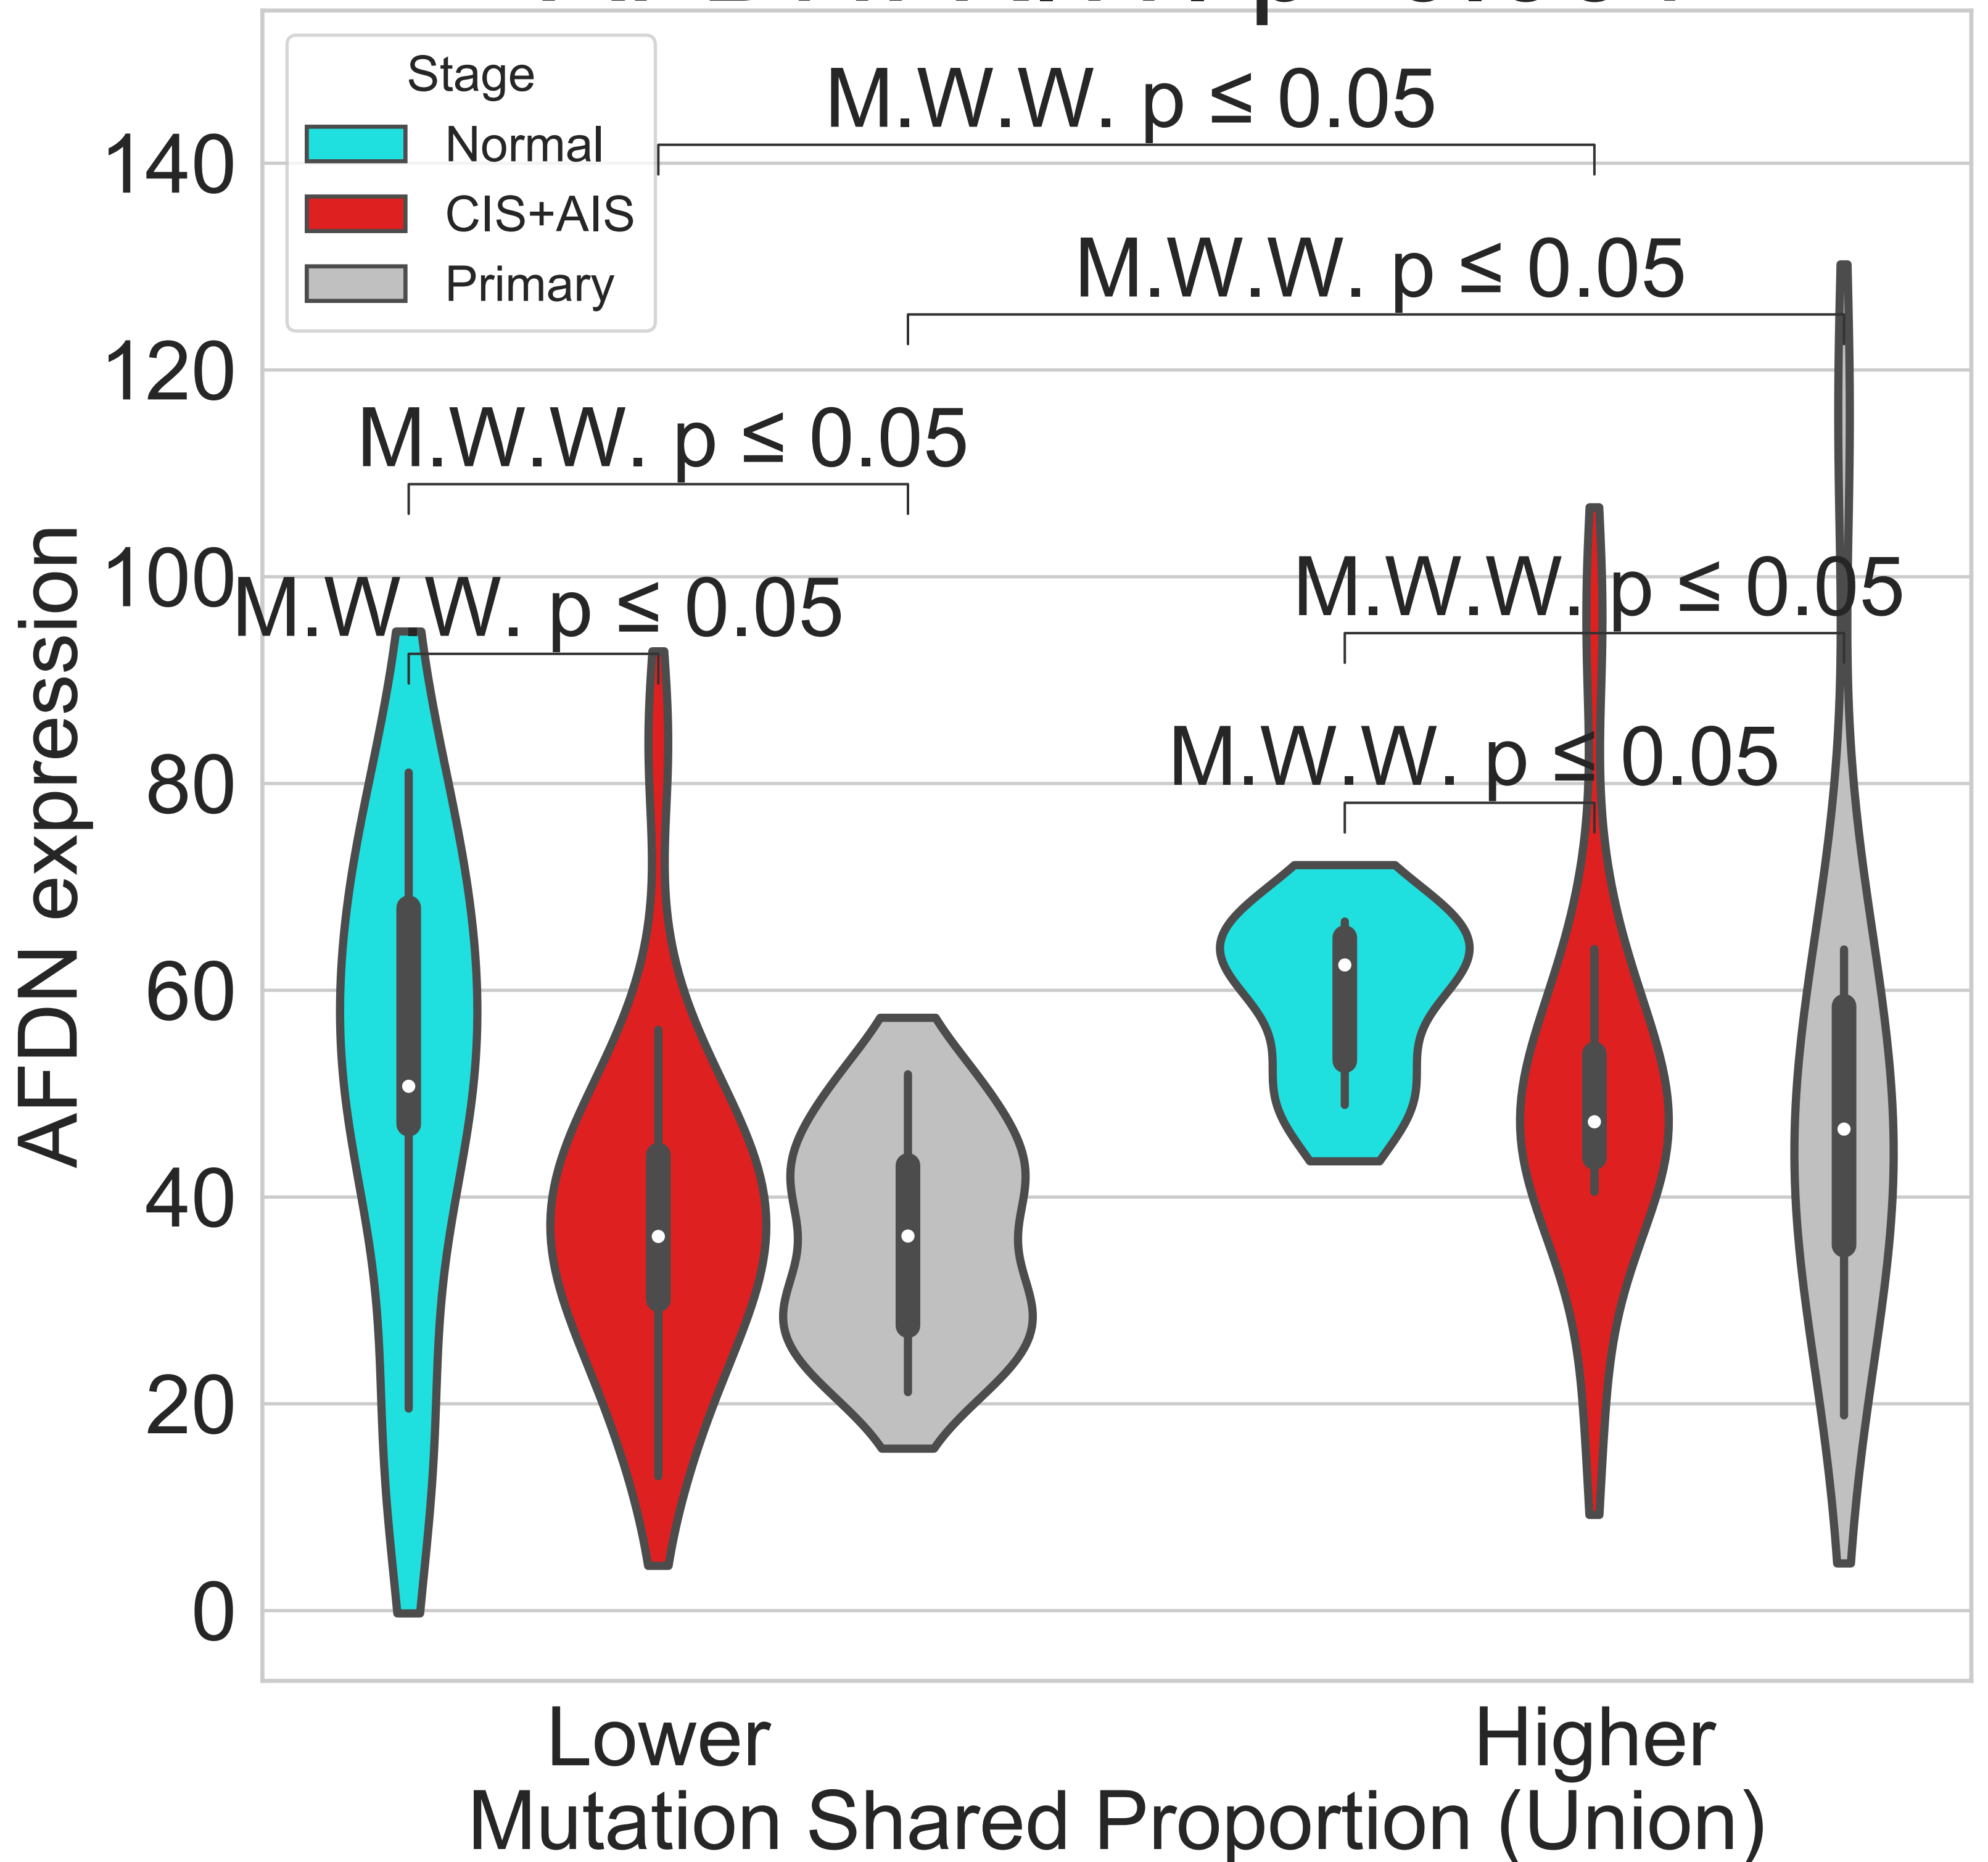 Stage
Normal
CIS+AIS
Primary
M.W.W. p ≤ 0.05
M.W.W. p ≤ 0.05
M.W.W. p ≤ 0.05
M.W.W. p ≤ 0.05
M.W.W. p ≤ 0.05
M.W.W. p ≤ 0.05
140
120
100
80
60
40
20
0
AFDN expression
Lower
Higher
Mutation Shared Proportion (Union)